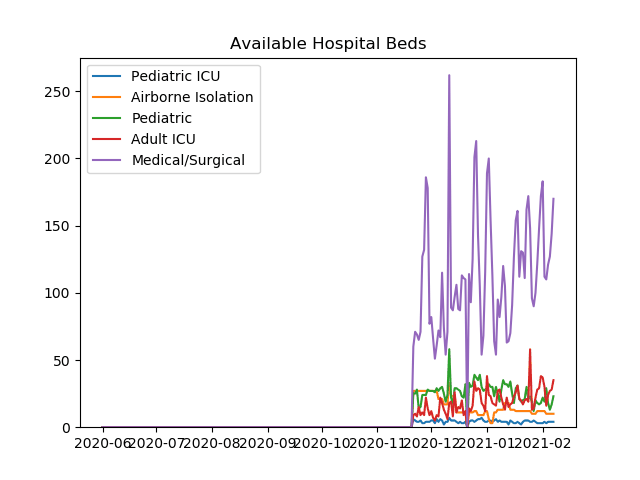 Available Hospital Beds
Pediatric ICU
Airborne Isolation
Pediatric
Adult ICU
Medical/Surgical
250
200
150
100
50
0
2020-06 2020-07 2020-08 2020-09 2020-10 2020-11 2020-12 2021-01 2021-02